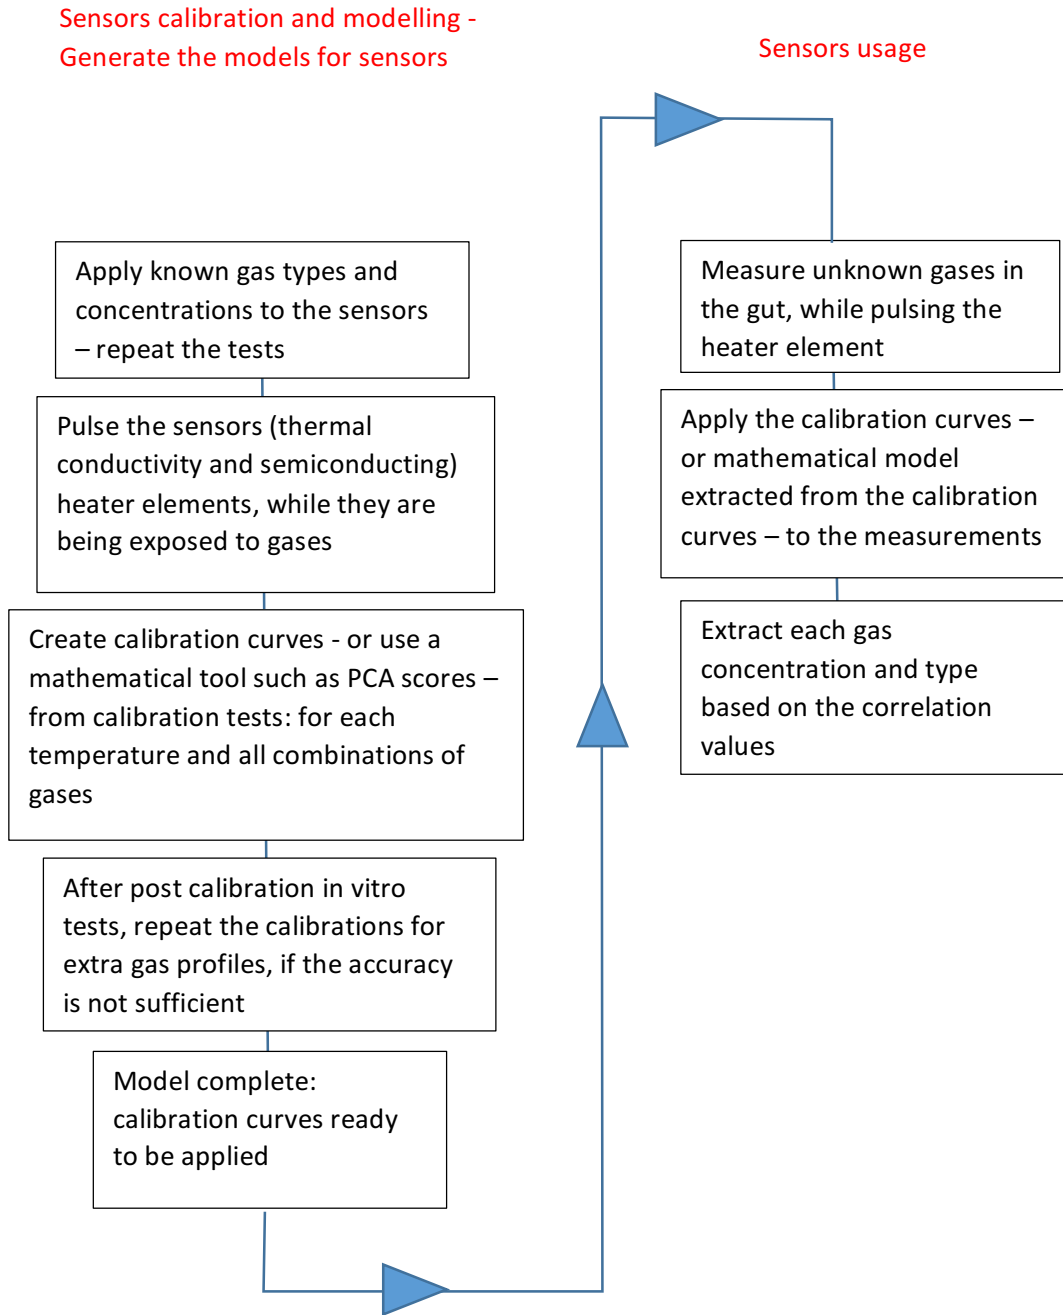 Sensors calibration and modelling -
Generate the models for sensors
Apply known gas types and
concentrations to the sensors
– repeat the tests
Pulse the sensors (thermal
conductivity and semiconducting)
heater elements, while they are
being exposed to gases
Create calibration curves - or use a
mathematical tool such as PCA scores –
from calibration tests: for each
temperature and all combinations of
gases
After post calibration in vitro
tests, repeat the calibrations for
extra gas profiles, if the accuracy
is not sufficient
Model complete:
calibration curves ready
to be applied
Sensors usage
Measure unknown gases in
the gut, while pulsing the
heater element
Apply the calibration curves –
or mathematical model
extracted from the calibration
curves – to the measurements
Extract each gas
concentration and type
based on the correlation
values